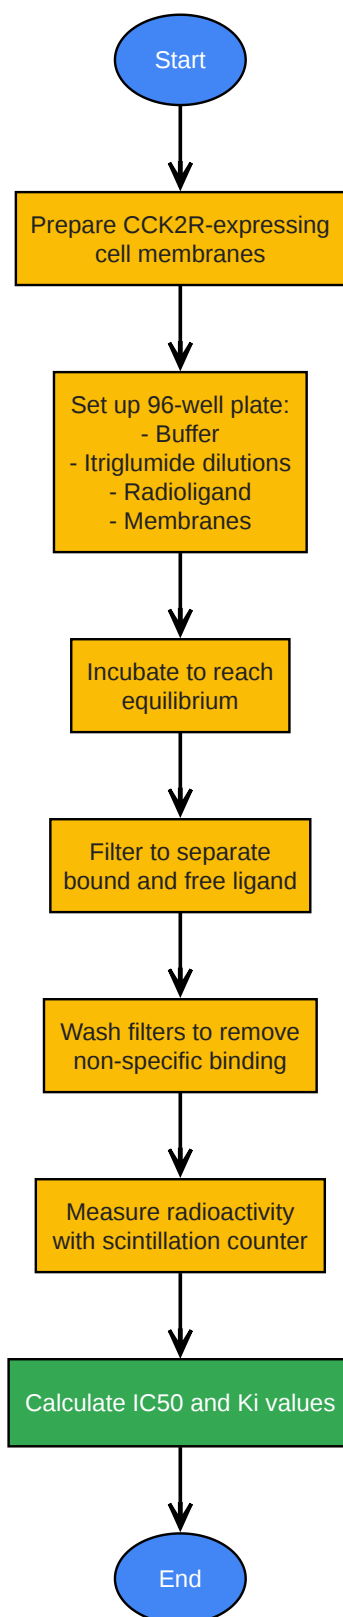 Start
Prepare CCK2R-expressing
cell membranes
Set up 96-well plate:
- Buffer
- Itriglumide dilutions
- Radioligand
- Membranes
Incubate to reach
equilibrium
Filter to separate
bound and free ligand
Wash filters to remove
non-specific binding
Measure radioactivity
with scintillation counter
Calculate IC50 and Ki values
End